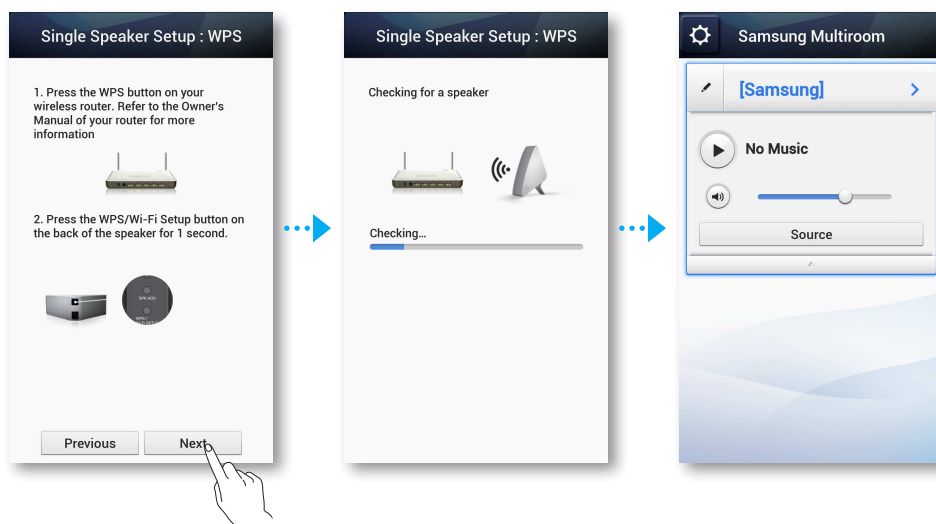 Single Speaker Setup : WPS
1. Press the WPS button on your
wireless router. Refer to the Owner's
Manual of your router for more
information
2. Press the WPS/Wi-Fi Setup button on
the back of the speaker for 1 second.
SPK ADD
WPS /
Previous
Next
Single Speaker Setup : WPS
Checking for a speaker
Checking...
Samsung Multiroom
[Samsung]
No Music
Source